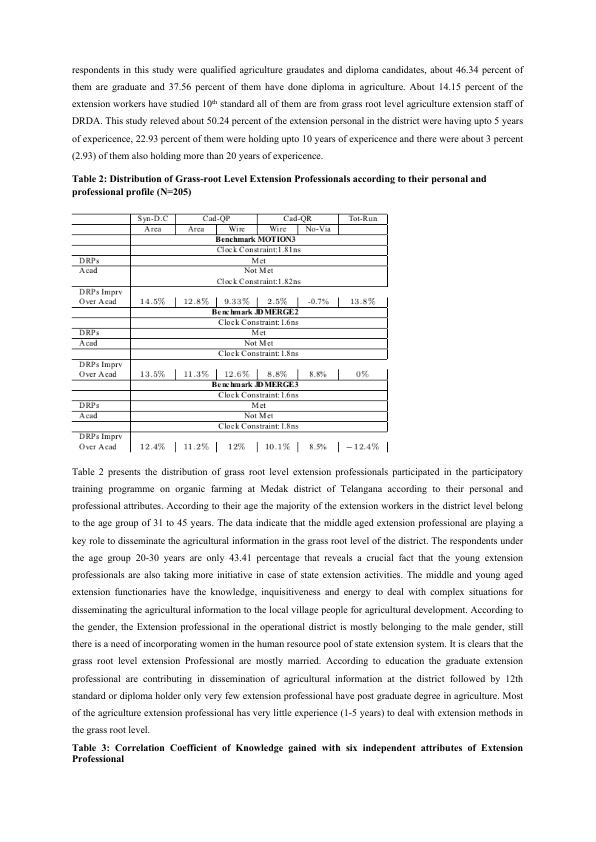 respondents in this study were qualified agriculture graudates and diploma candidates, about 46.34 percent of
them are graduate and 37.56 percent of them have done diploma in agriculture. About 14.15 percent of the
extension workers have studied 10th standard all of them are from grass root level agriculture extension staff of
DRDA. This study releved about 50.24 percent of the extension personal in the district were having upto 5 years
of expericence, 22.93 percent of them were holding upto 10 years of expericence and there were about 3 percent
(2.93) of them also holding more than 20 years of expericence.
Table 2: Distribution of Grass-root Level Extension Professionals according to their personal and
professional profile (N=205)
Syn-D.C Cad-QP Cad-QR Tot-Run
Area Area Wire Wire No-Via
Benchmark MOTION3
Clock Constraint:1.81ns
DRPs Met
Acad Not Met
Clock Constraint:1.82ns
DRPs Imprv
Over Acad 14.5% 12.8% 9.33% 2.5% -0.7% 13.8%
Benchmark JDMERGE2
Clock Constraint:1.6ns
DRPs Met
Acad Not Met
Clock Constraint:1.8ns
DRPs Imprv
Over Acad 13.5% 11.3% 12.6% 8.8% 8.8% 0%
Benchmark JDMERGE3
Clock Constraint:1.6ns
DRPs Met
Acad Not Met
Clock Constraint:1.8ns
DRPs Imprv
Over Acad 12.4% 11.2% 12% 10.1% 8.5% −12.4%
Table 2 presents the distribution of grass root level extension professionals participated in the participatory
training programme on organic farming at Medak district of Telangana according to their personal and
professional attributes. According to their age the majority of the extension workers in the district level belong
to the age group of 31 to 45 years. The data indicate that the middle aged extension professional are playing a
key role to disseminate the agricultural information in the grass root level of the district. The respondents under
the age group 20-30 years are only 43.41 percentage that reveals a crucial fact that the young extension
professionals are also taking more initiative in case of state extension activities. The middle and young aged
extension functionaries have the knowledge, inquisitiveness and energy to deal with complex situations for
disseminating the agricultural information to the local village people for agricultural development. According to
the gender, the Extension professional in the operational district is mostly belonging to the male gender, still
there is a need of incorporating women in the human resource pool of state extension system. It is clears that the
grass root level extension Professional are mostly married. According to education the graduate extension
professional are contributing in dissemination of agricultural information at the district followed by 12th
standard or diploma holder only very few extension professional have post graduate degree in agriculture. Most
of the agriculture extension professional has very little experience (1-5 years) to deal with extension methods in
the grass root level.
Table 3: Correlation Coefficient of Knowledge gained with six independent attributes of Extension
Professional